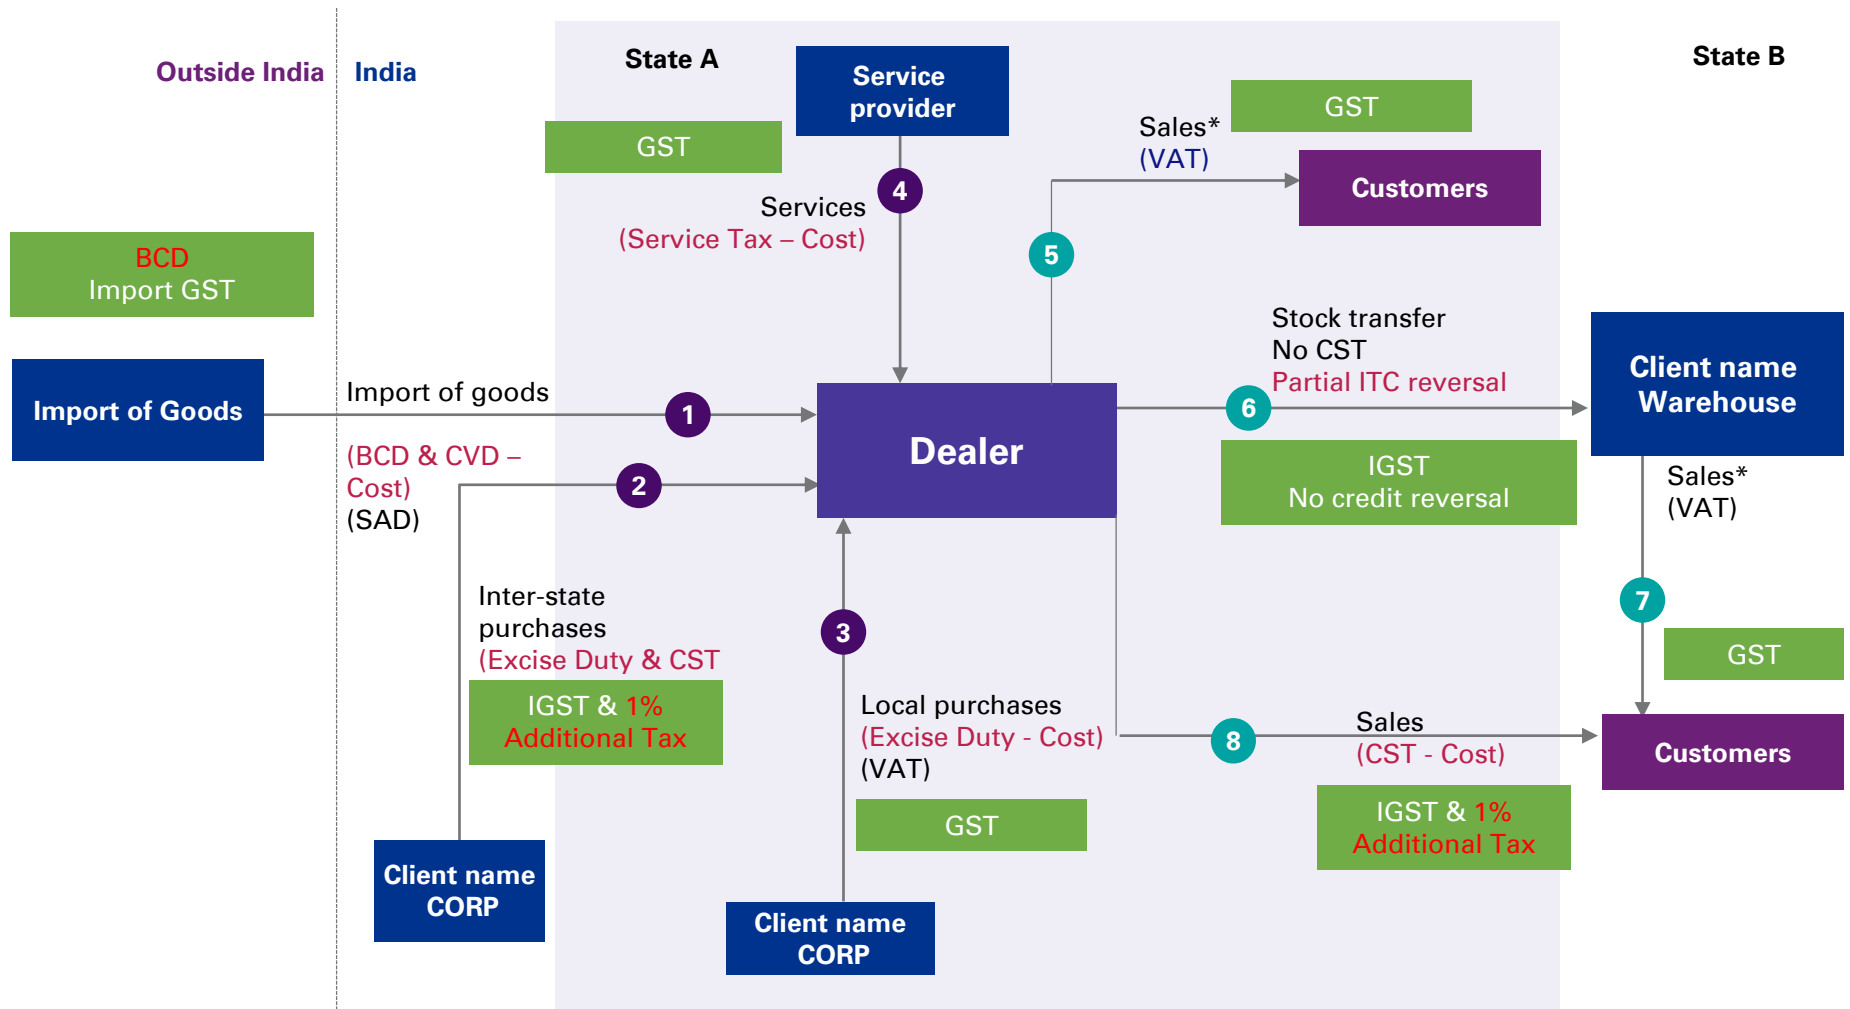 Outside India
India
State A
State B
Service
provider
GST
4
Services
(Service Tax – Cost)
Sales*
(VAT)
GST
Customers
5
BCD
Import GST
Import of Goods
Import of goods
1
(BCD & CVD –
Cost)
(SAD)
2
Dealer
Stock transfer
No CST
Partial ITC reversal
6
IGST
No credit reversal
Client name
Warehouse
Sales*
(VAT)
7
GST
Inter-state
purchases
(Excise Duty & CST
IGST & 1%
Additional Tax
3
Local purchases
(Excise Duty - Cost)
(VAT)
GST
8
Sales
(CST - Cost)
IGST & 1%
Additional Tax
Customers
Client name
CORP
Client name
CORP